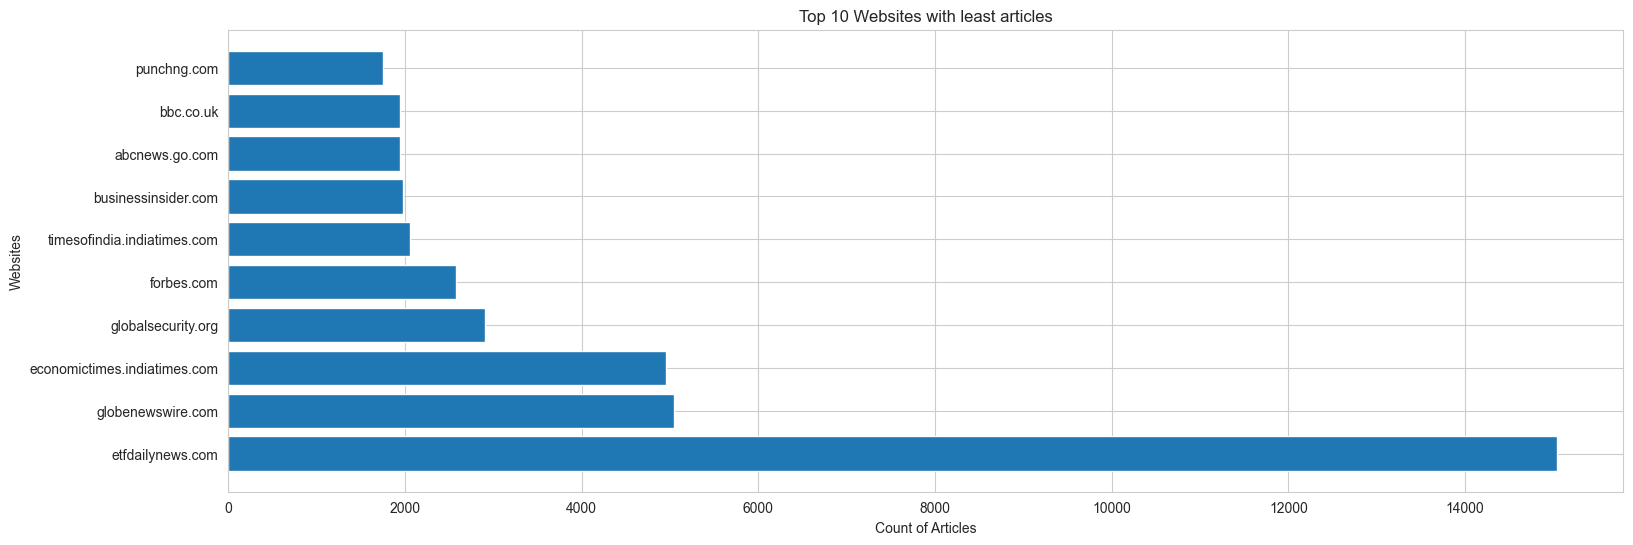 Top 10 Websites with least articles
Websites
punchng.com
bbc.co.uk
abcnews.go.com
businessinsider.com
timesofindia.indiatimes.com
forbes.com
globalsecurity.org
economictimes.indiatimes.com
globenewswire.com
etfdailynews.com
0 2000 4000 6000 8000 10000 12000 14000
Count of Articles